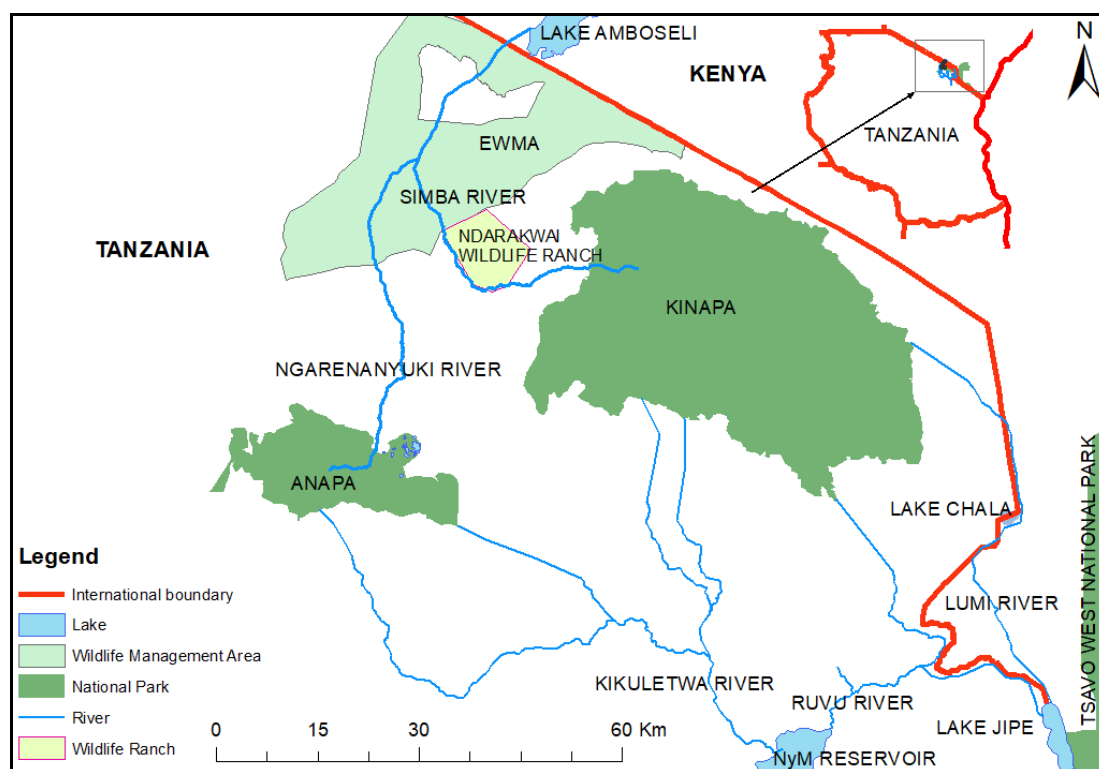 LAKE AMBOSELI
N
KENYA
TANZANIA
EWMA
SIMBA RIVER
TANZANIA
NDARAKWAI
WILDLIFE RANCH
KINAPA
NGARENANYUKI RIVER
ANAPA
LAKE CHALA
TSAVO WEST NATIONAL PARK
LUMI RIVER
KIKULETWA RIVER
RUVU RIVER
LAKE JIPE
NyM RESERVOIR
Legend
International boundary
Lake
Wildlife Management Area
National Park
River
Wildlife Ranch
0 15 30 60 Km